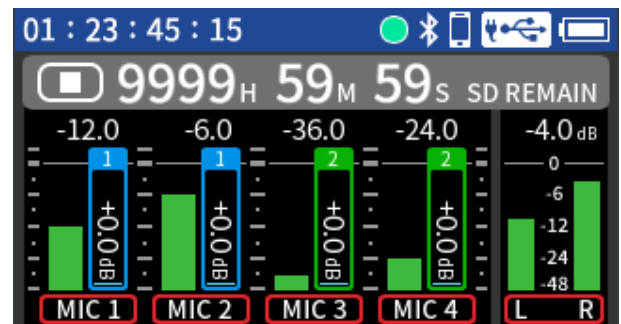 01 : 23 : 45 : 15
9999H 59M 59S SD REMAIN
-12.0 -6.0 -36.0 -24.0 -4.0 dB
1 1 2 2 0
+0.0dB +0.0dB +0.0dB +0.0dB
-6
-12
-24
-48
MIC 1 MIC 2 MIC 3 MIC 4 L R